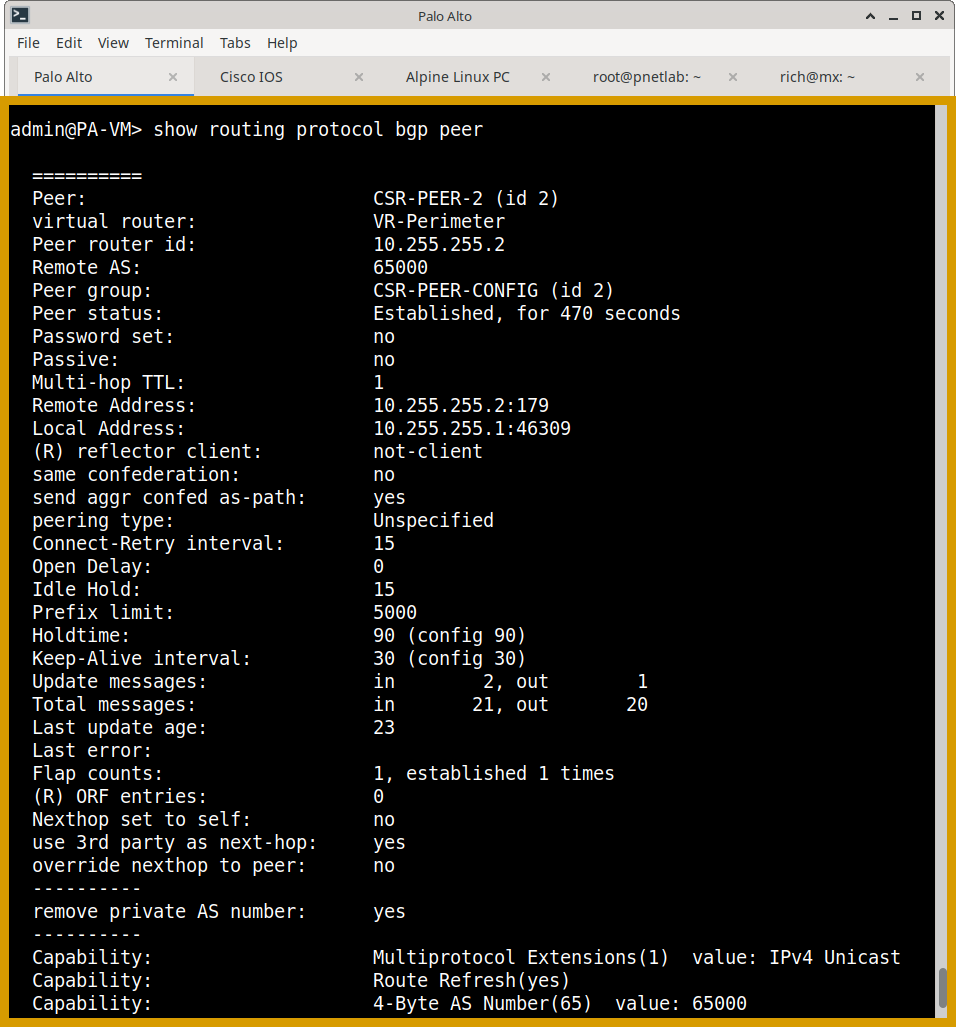 Palo Alto
File Edit View Terminal Tabs Help
Palo Alto Cisco IOS Alpine Linux PC root@pnetlab: ~ rich@mx: ~
admin@PA-VM> show routing protocol bgp peer
==========
Peer: CSR-PEER-2 (id 2)
virtual router: VR-Perimeter
Peer router id: 10.255.255.2
Remote AS: 65000
Peer group: CSR-PEER-CONFIG (id 2)
Peer status: Established, for 470 seconds
Password set: no
Passive: no
Multi-hop TTL: 1
Remote Address: 10.255.255.2:179
Local Address: 10.255.255.1:46309
(R) reflector client: not-client
same confederation: no
send aggr confed as-path: yes
peering type: Unspecified
Connect-Retry interval: 15
Open Delay: 0
Idle Hold: 15
Prefix limit: 5000
Holdtime: 90 (config 90)
Keep-Alive interval: 30 (config 30)
Update messages: in 2, out 1
Total messages: in 21, out 20
Last update age: 23
Last error:
Flap counts: 1, established 1 times
(R) ORF entries: 0
Nexthop set to self: no
use 3rd party as next-hop: yes
override nexthop to peer: no
----------
remove private AS number: yes
----------
Capability: Multiprotocol Extensions(1) value: IPv4 Unicast
Capability: Route Refresh(yes)
Capability: 4-Byte AS Number(65) value: 65000